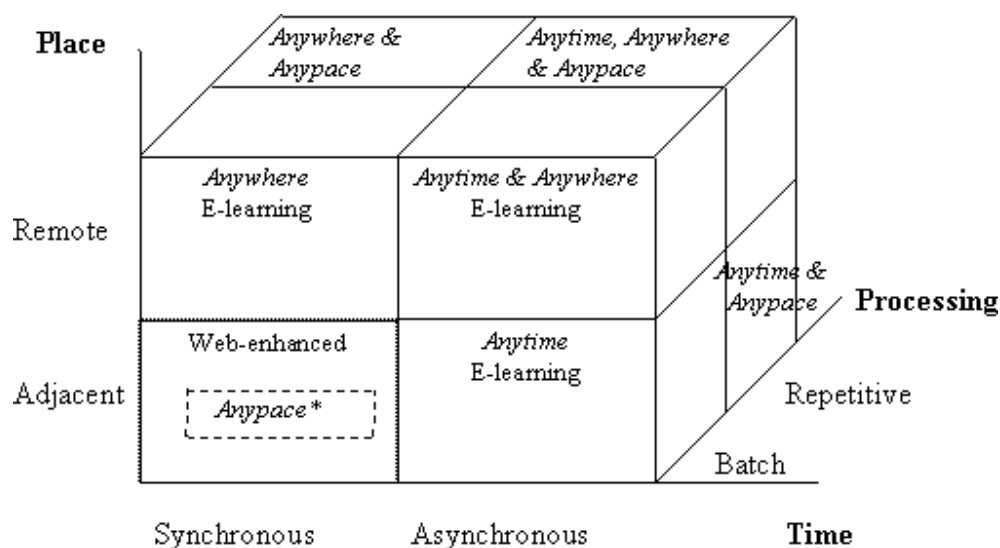 Place
Anywhere &
Anypace
Anytime, Anywhere
& Anypace
Anywhere
E-learning
Anytime & Anywhere
E-learning
Remote
Anytime &
Anypace
Processing
Web-enhanced
Anypace*
Anytime
E-learning
Adjacent
Repetitive
Batch
Synchronous
Asynchronous
Time